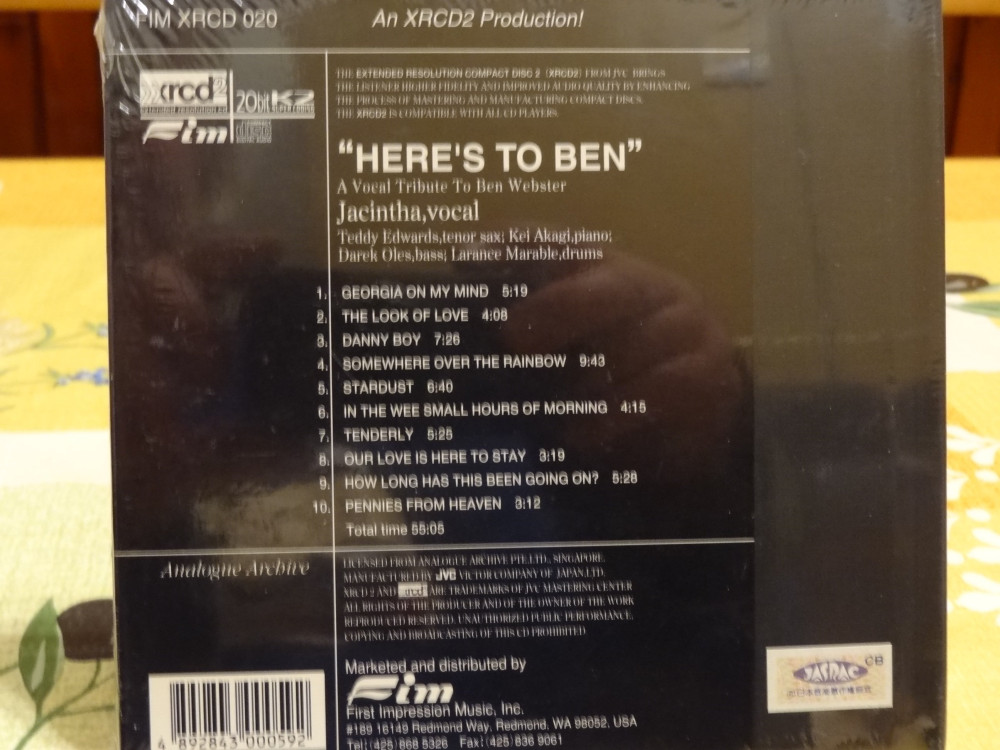 FIM XRCD 020 An XRCD2 Production!
xrcd2
20bit K2
Fim
THE EXTENDED RESOLUTION COMPACT DISC 2 (XRCD2) FROM JVC BRINGS
THE LISTENER HIGHER FIDELITY AND IMPROVED AUDIO QUALITY BY ENHANCING
THE PROCESS OF MASTERING AND MANUFACTURING COMPACT DISCS.
THE XRCD2 IS COMPATIBLE WITH ALL CD PLAYERS.
“HERE'S TO BEN”
A Vocal Tribute To Ben Webster
Jacintha,vocal
Teddy Edwards,tenor sax; Kei Akagi,piano;
Darek Oles,bass; Larance Marable,drums
1. GEORGIA ON MY MIND 5:19
2. THE LOOK OF LOVE 4:08
3. DANNY BOY 7:26
4. SOMEWHERE OVER THE RAINBOW 9:43
5. STARDUST 6:40
6. IN THE WEE SMALL HOURS OF MORNING 4:15
7. TENDERLY 5:25
8. OUR LOVE IS HERE TO STAY 3:19
9. HOW LONG HAS THIS BEEN GOING ON? 5:28
10. PENNIES FROM HEAVEN 3:12
Total time 55:05
Analogue Archive
LICENSED FROM ANALOGUE ARCHIVE PTE.LTD., SINGAPORE.
MANUFACTURED BY JVC VICTOR COMPANY OF JAPAN,LTD.
XRCD 2 AND xrcd ARE TRADEMARKS OF JVC MASTERING CENTER
ALL RIGHTS OF THE PRODUCER AND OF THE OWNER OF THE WORK
REPRODUCED RESERVED. UNAUTHORIZED PUBLIC PERFORMANCE,
COPYING AND BROADCASTING OF THIS CD PROHIBITED
Marketed and distributed by
Fim
First Impression Music, Inc.
#189 16149 Redmond Way, Redmond, WA 98052, USA
Tel:(425) 868 5326 Fax:(425) 836 9061
4 892843 000592
JASRAC CB